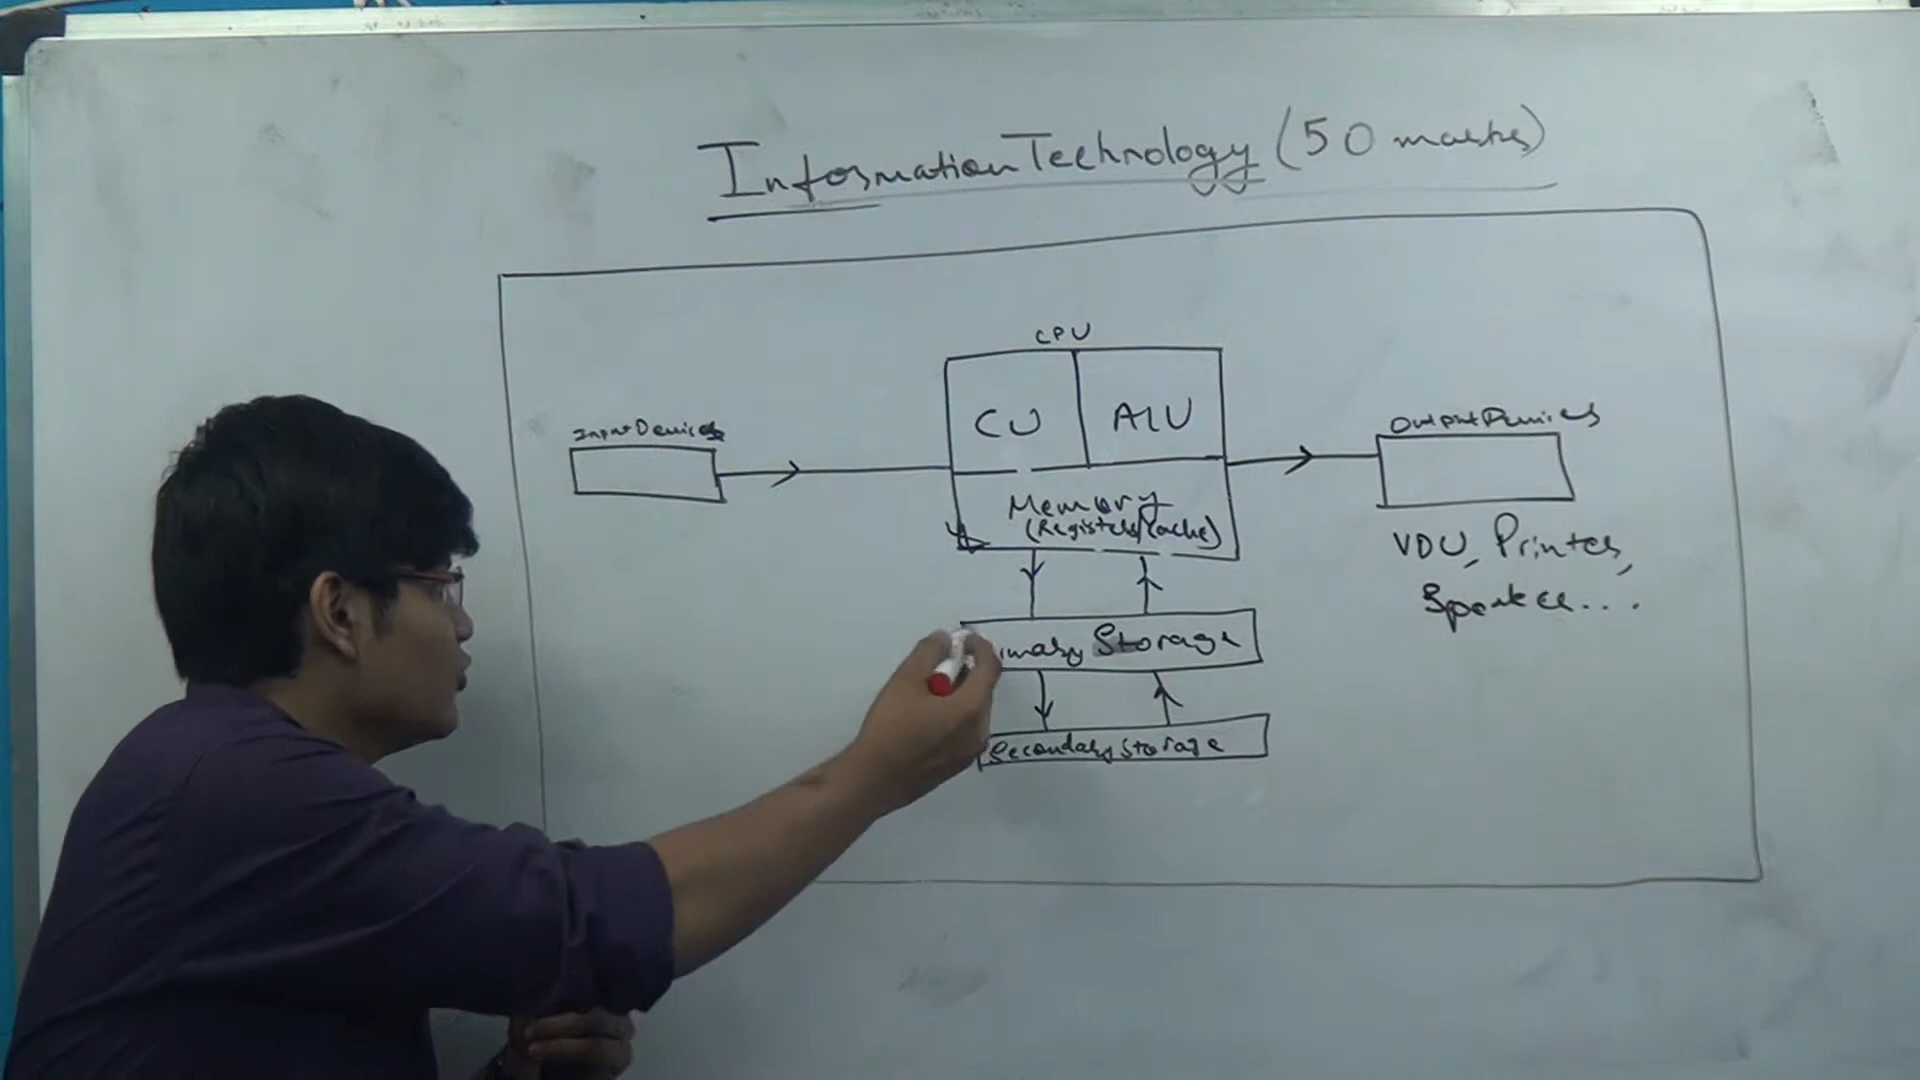 Information Technology (50 marks)
CPU
CU
ALU
Input Devices
Output Devices
Memory
(Registers/Cache)
VDU, Printer,
Speaker....
imary Storage
Secondary Storage